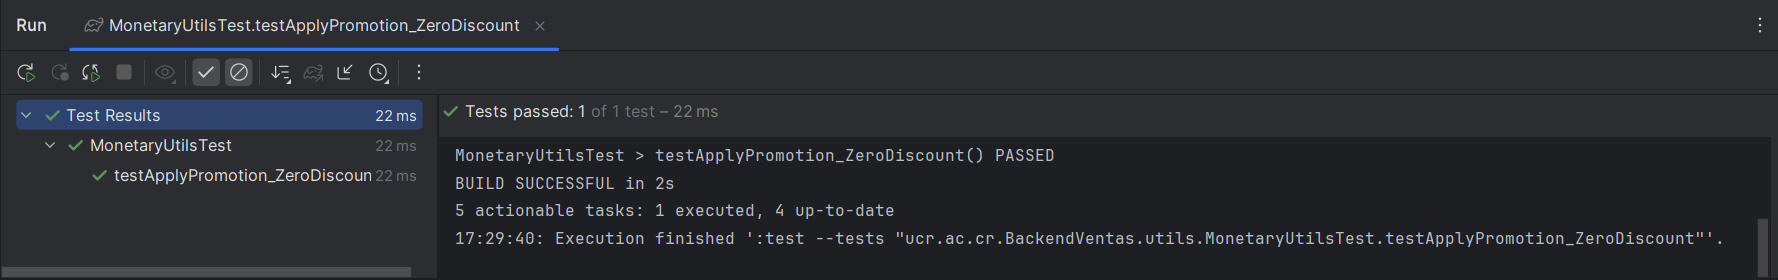 Run MonetaryUtilsTest.testApplyPromotion_ZeroDiscount
Test Results 22 ms
MonetaryUtilsTest 22 ms
testApplyPromotion_ZeroDiscoun 22 ms
Tests passed: 1 of 1 test – 22 ms
MonetaryUtilsTest > testApplyPromotion_ZeroDiscount() PASSED
BUILD SUCCESSFUL in 2s
5 actionable tasks: 1 executed, 4 up-to-date
17:29:40: Execution finished ':test --tests "ucr.ac.cr.BackendVentas.utils.MonetaryUtilsTest.testApplyPromotion_ZeroDiscount"'.